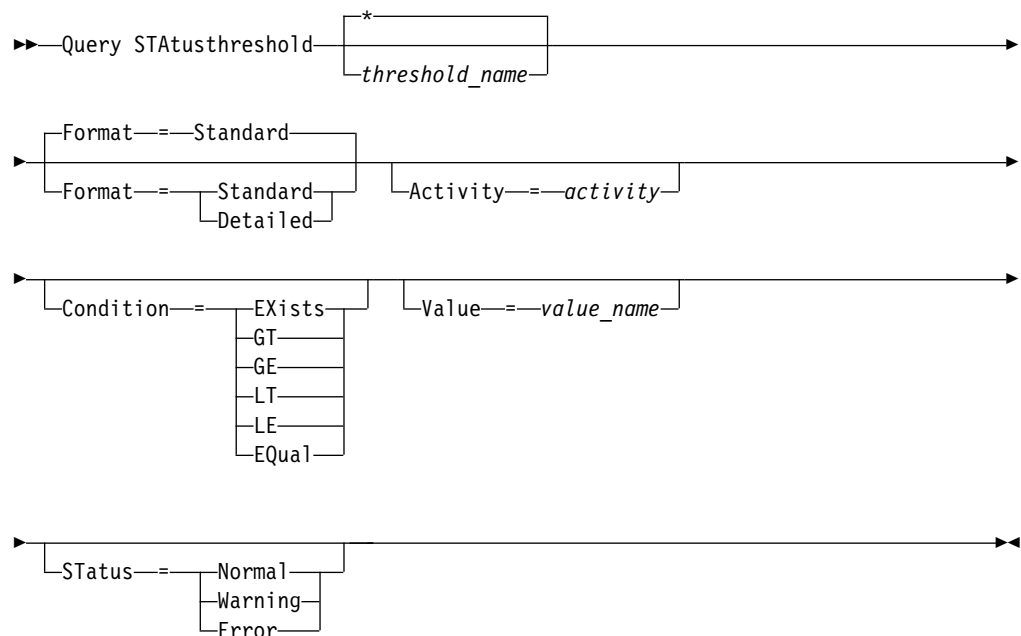 *
Query STAtusthreshold
threshold_name
Format = Standard
Format = Standard Activity = activity
Detailed
Condition = EXists Value = value_name
GT
GE
LT
LE
EQual
STatus = Normal
Warning
Error